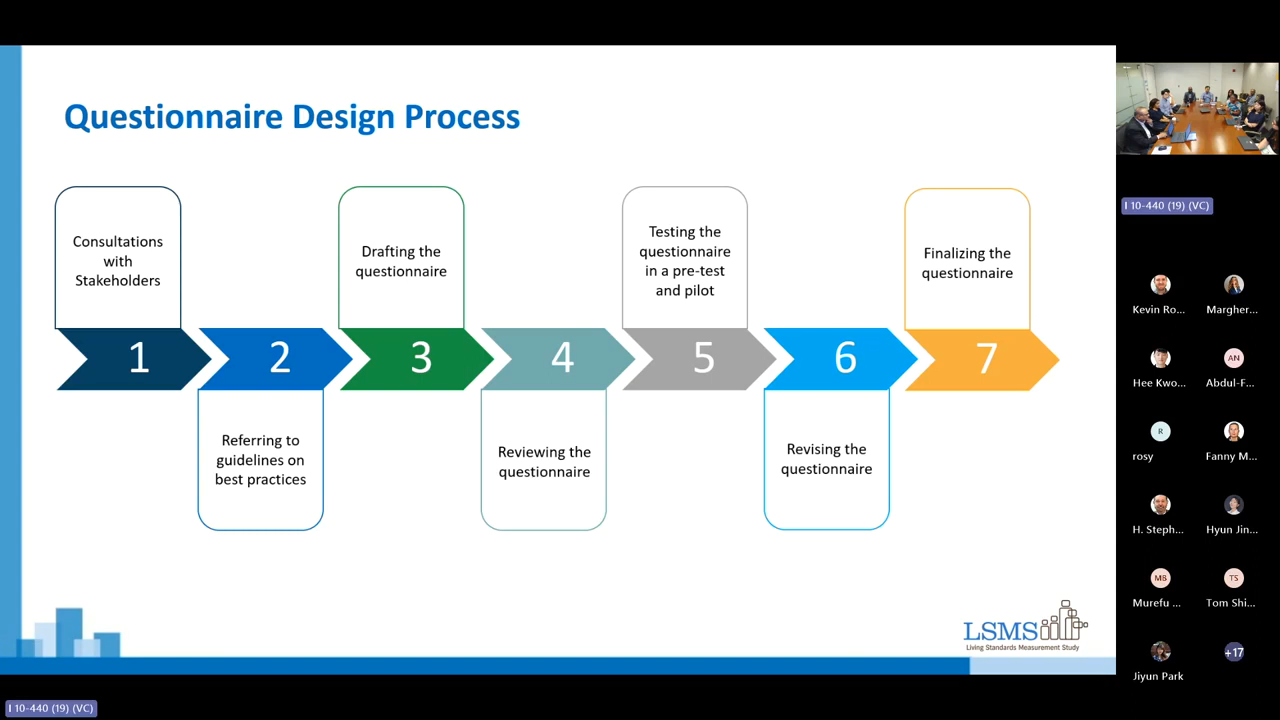 Questionnaire Design Process
Consultations
with
Stakeholders
Drafting the
questionnaire
Testing the
questionnaire
in a pre-test
and pilot
Finalizing the
questionnaire
1
2
3
4
5
6
7
Referring to
guidelines on
best practices
Reviewing the
questionnaire
Revising the
questionnaire
LSMS
Living Standards Measurement Study
I 10-440 (19) (VC)
I 10-440 (19) (VC)
Kevin Ro...
Margher...
Hee Kwo...
AN
Abdul-F...
R
rosy
Fanny M...
H. Steph...
Hyun Jin...
MB
Murefu ...
TS
Tom Shi...
Jiyun Park
+17